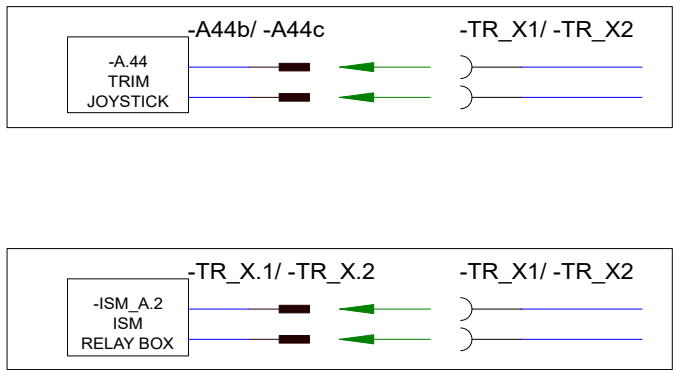 -A44b/ -A44c
-TR_X1/ -TR_X2
-A.44
TRIM
JOYSTICK
-TR_X.1/ -TR_X.2
-TR_X1/ -TR_X2
-ISM_A.2
ISM
RELAY BOX